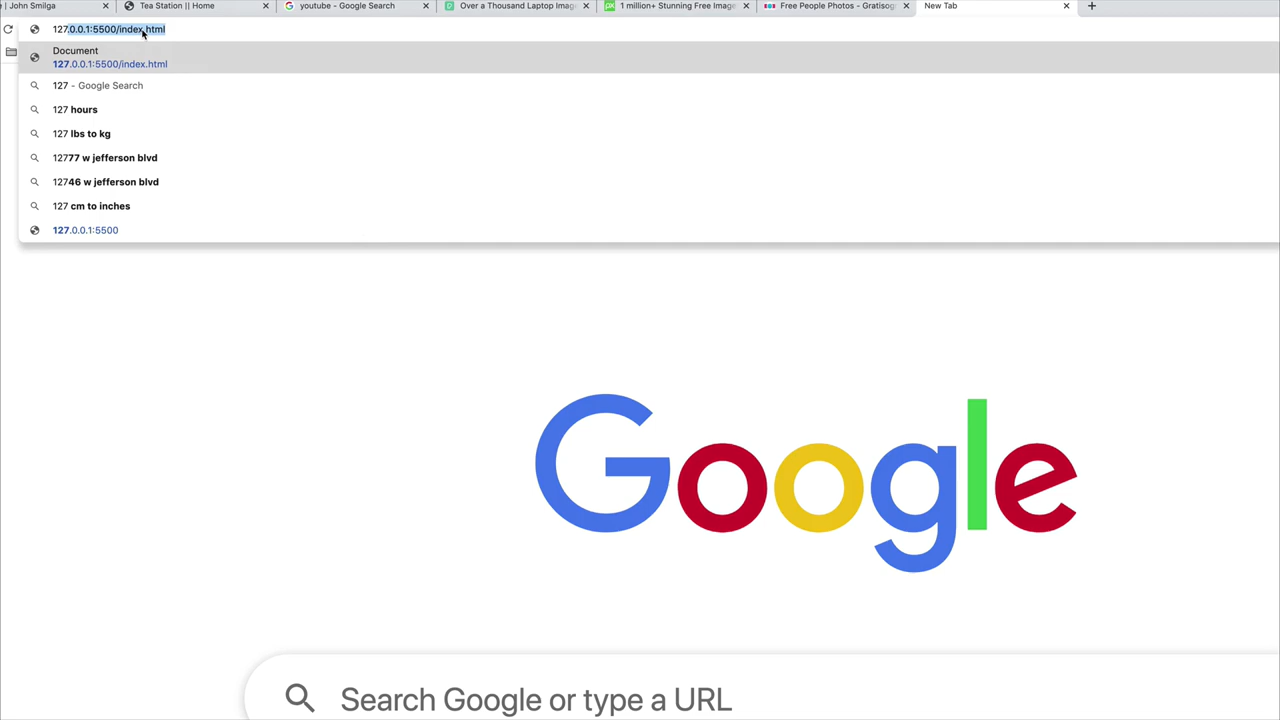 | John Smilga
Tea Station || Home
youtube - Google Search
Over a Thousand Laptop Imag
1 million+ Stunning Free Image
Free People Photos - Gratisog
New Tab
127.0.0.1:5500/index.html
Document
127.0.0.1:5500/index.html
127 - Google Search
127 hours
127 lbs to kg
12777 w jefferson blvd
12746 w jefferson blvd
127 cm to inches
127.0.0.1:5500
Google
Search Google or type a URL